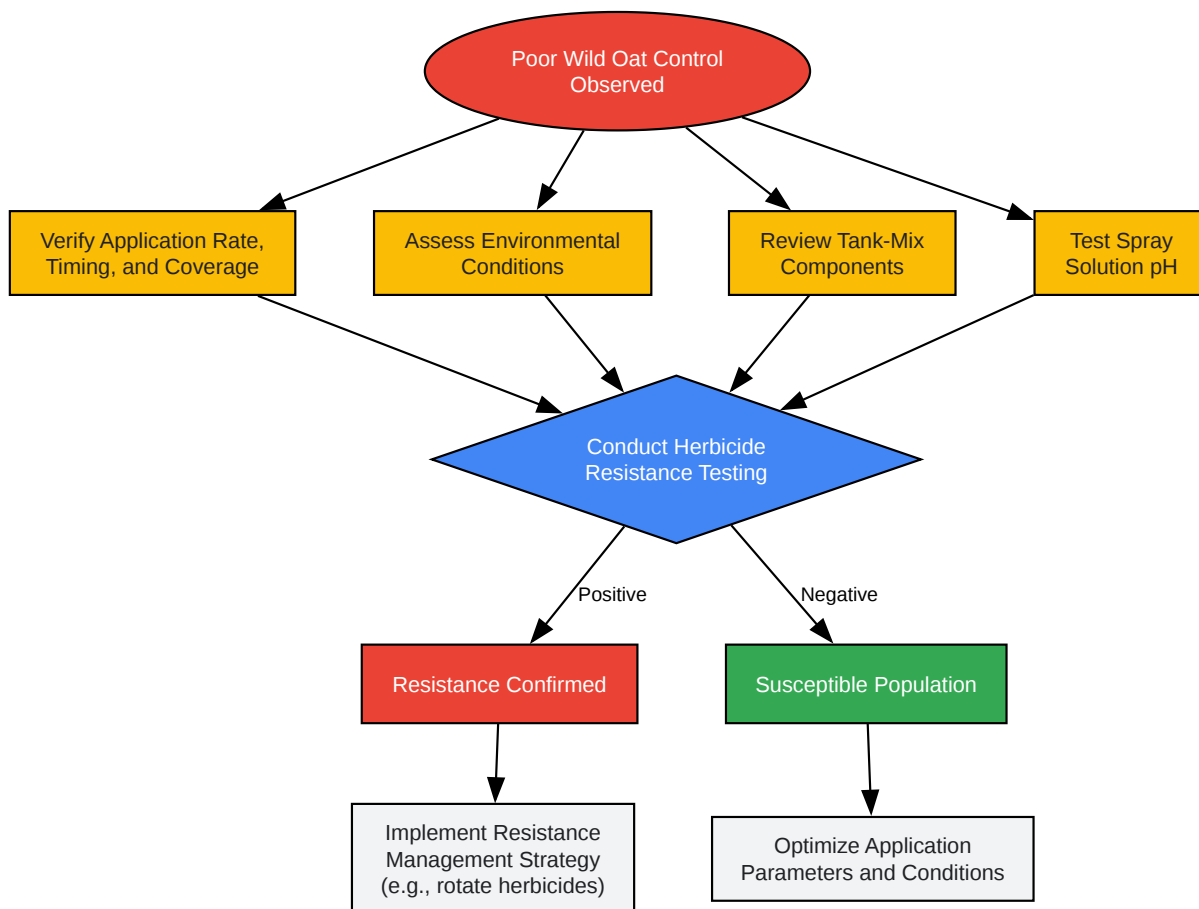 Poor Wild Oat Control
Observed
Verify Application Rate,
Timing, and Coverage
Assess Environmental
Conditions
Review Tank-Mix
Components
Test Spray
Solution pH
Conduct Herbicide
Resistance Testing
Positive
Negative
Resistance Confirmed
Susceptible Population
Implement Resistance
Management Strategy
(e.g., rotate herbicides)
Optimize Application
Parameters and Conditions